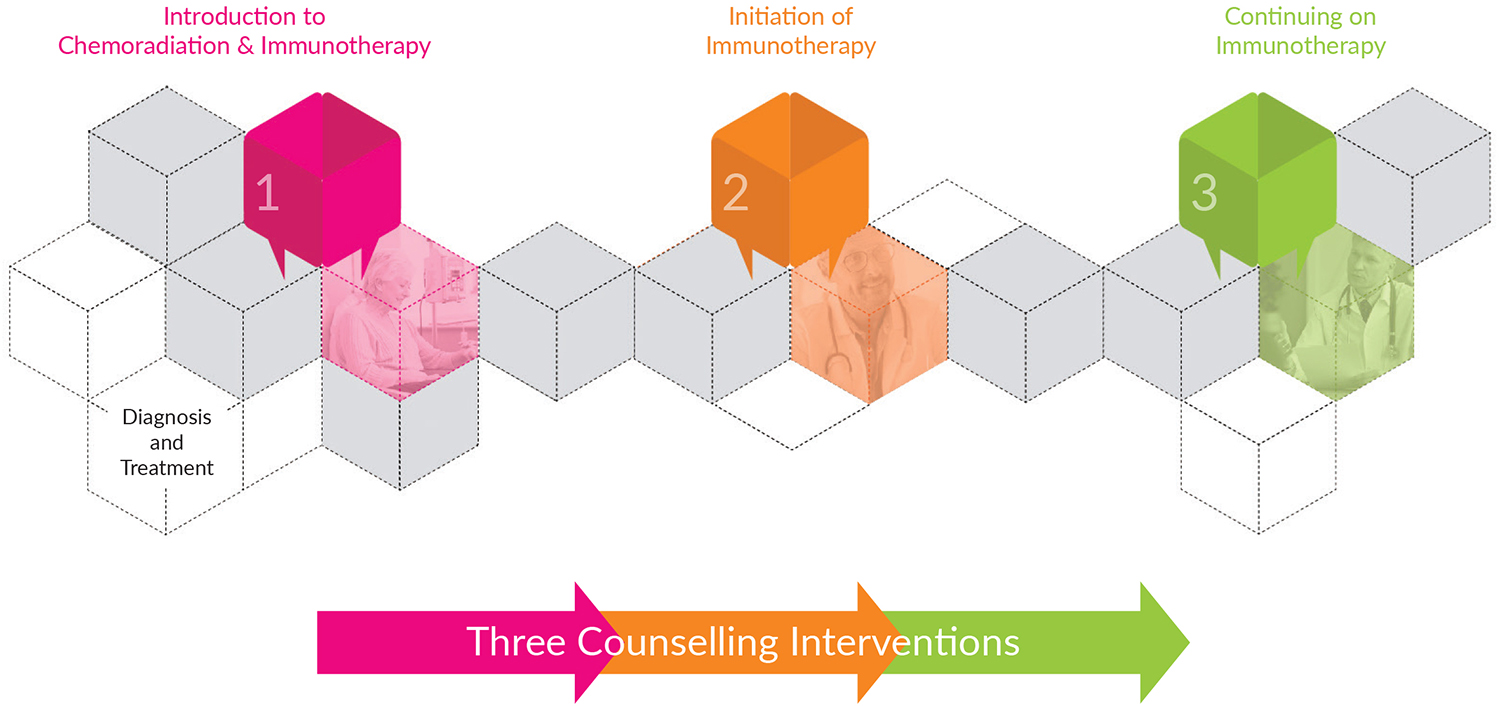 Introduction to
Chemoradiation & Immunotherapy
Initiation of
Immunotherapy
Continuing on
Immunotherapy
1
2
3
Diagnosis
and
Treatment
Three Counselling Interventions